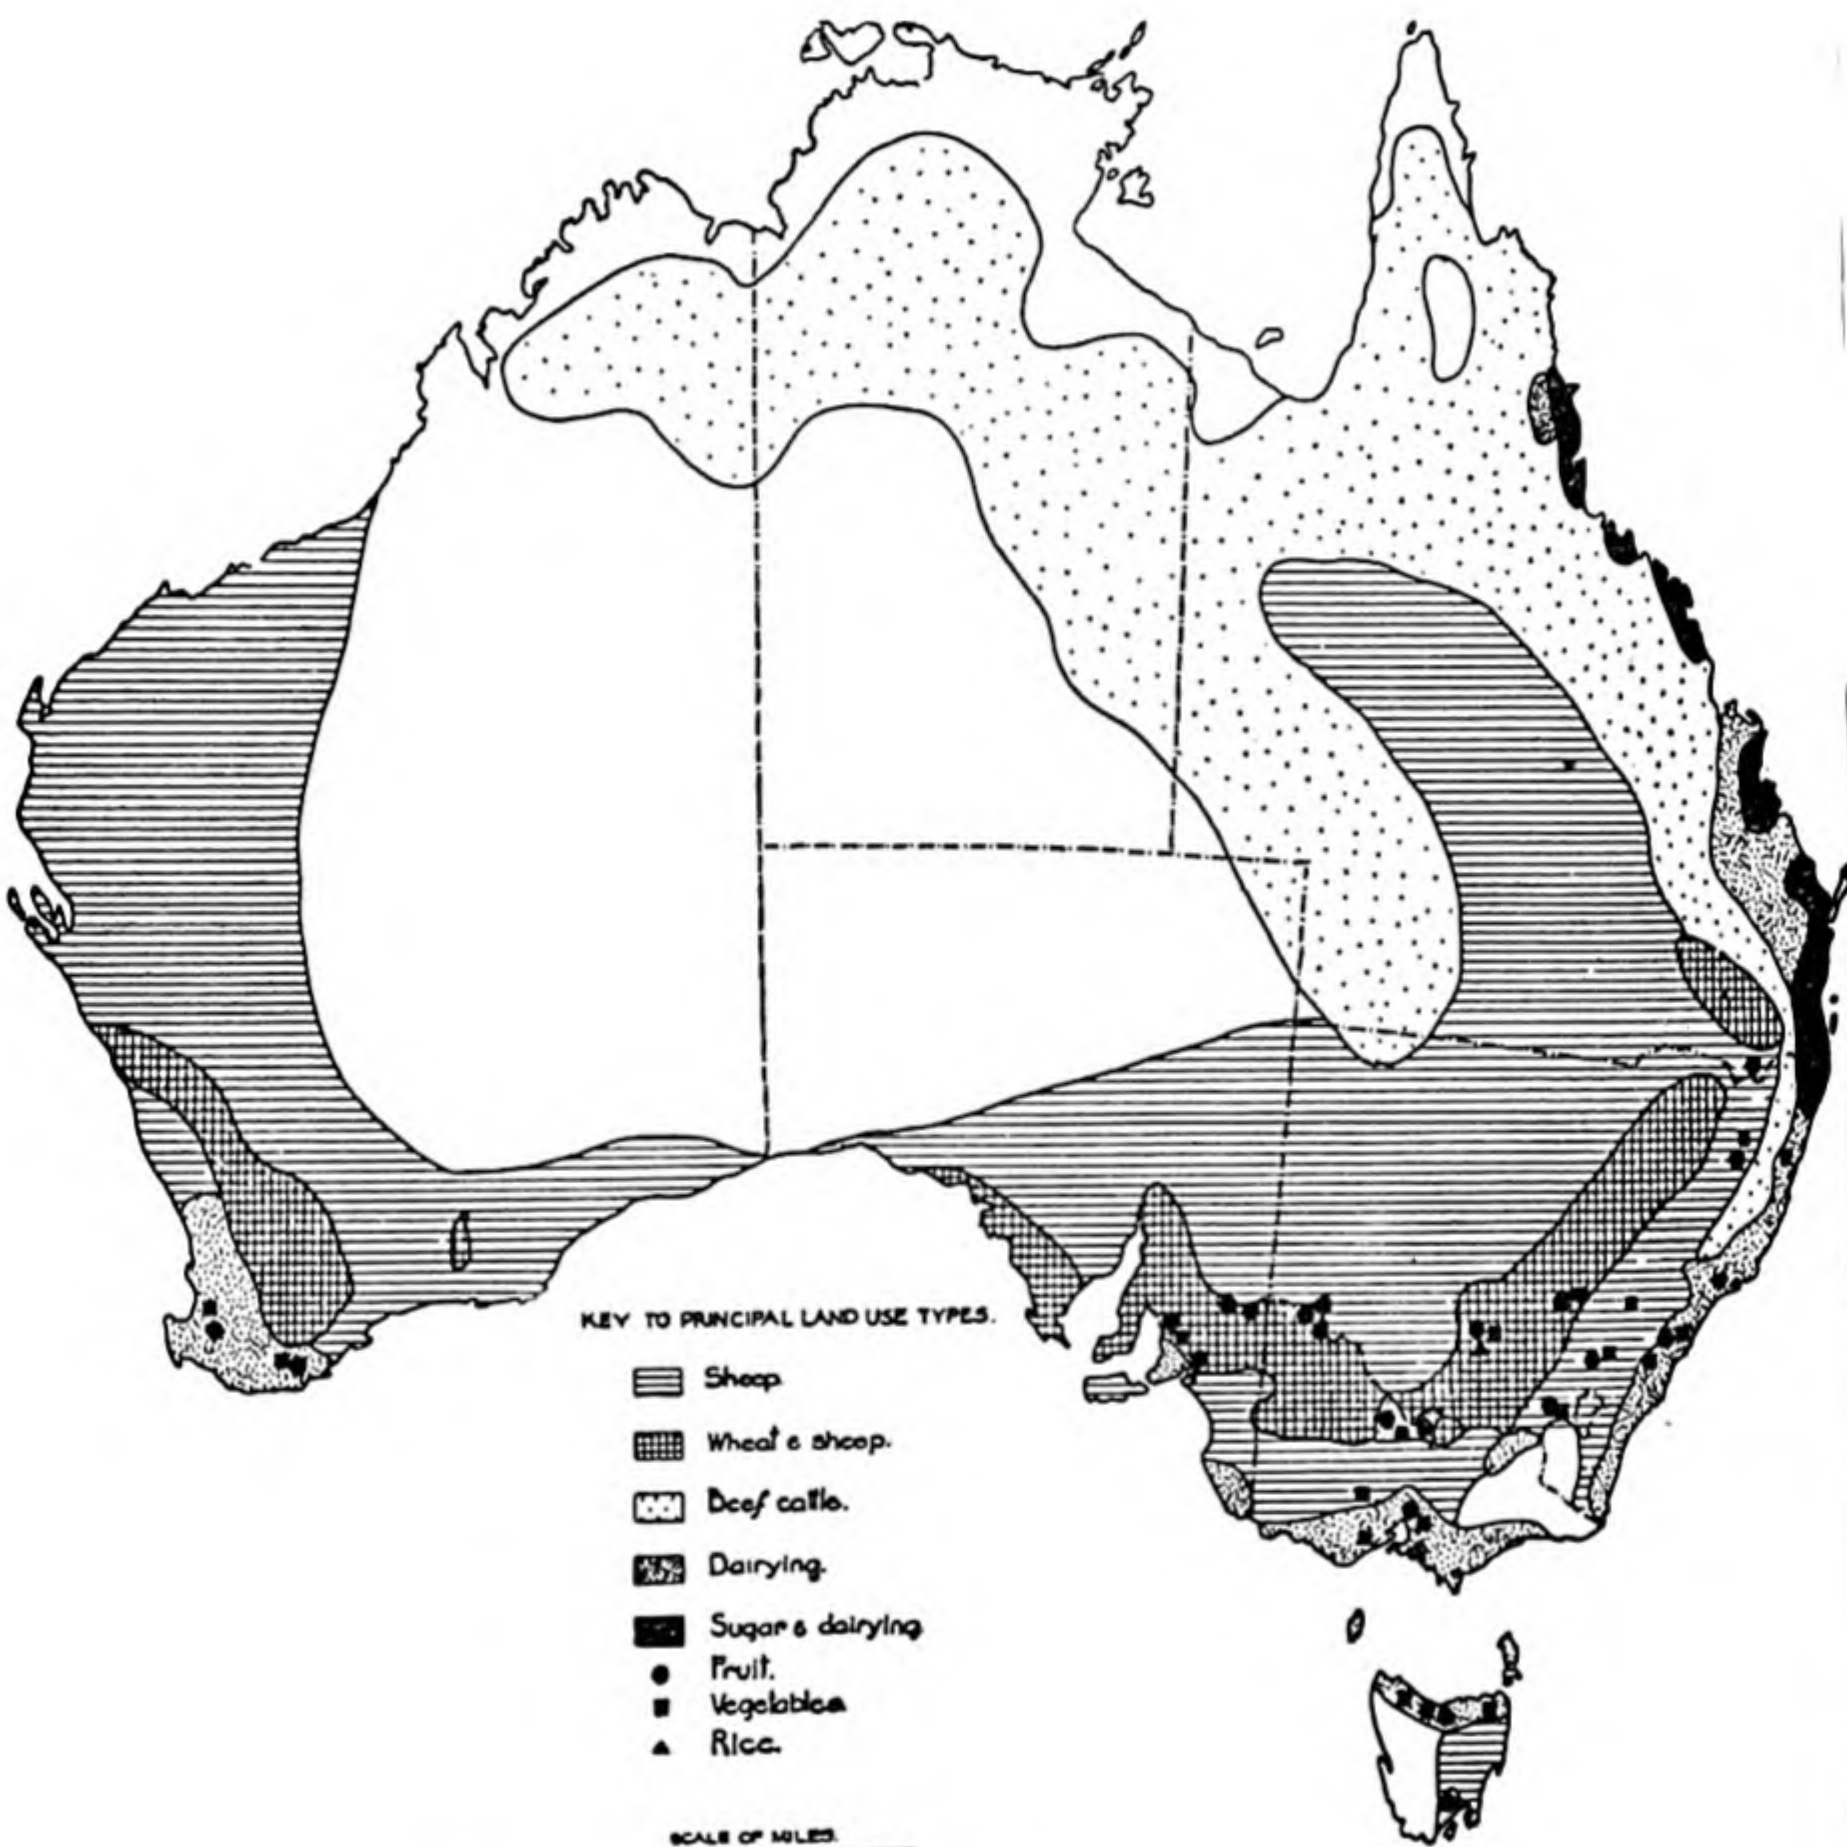 KEY TO PRINCIPAL LAND USE TYPES.
Sheep
Wheat & sheep.
Beef cattle.
Dairying.
Sugar & dairying
Fruit.
Vegetables
Rice.
SCALE OF MILES.